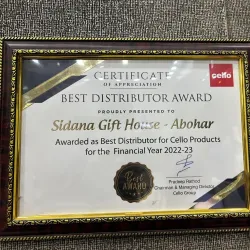 CERTIFICATE
cello
OF APPRECIATION
BEST DISTRIBUTOR AWARD
PROUDLY PRESENTED TO
Sidana Gift House - Abohar
Awarded as Best Distributor for Cello Products
for the Financial Year 2022-23
Pradeep Rathod
Chairman & Managing Director
Cello Group
Best
AWARD